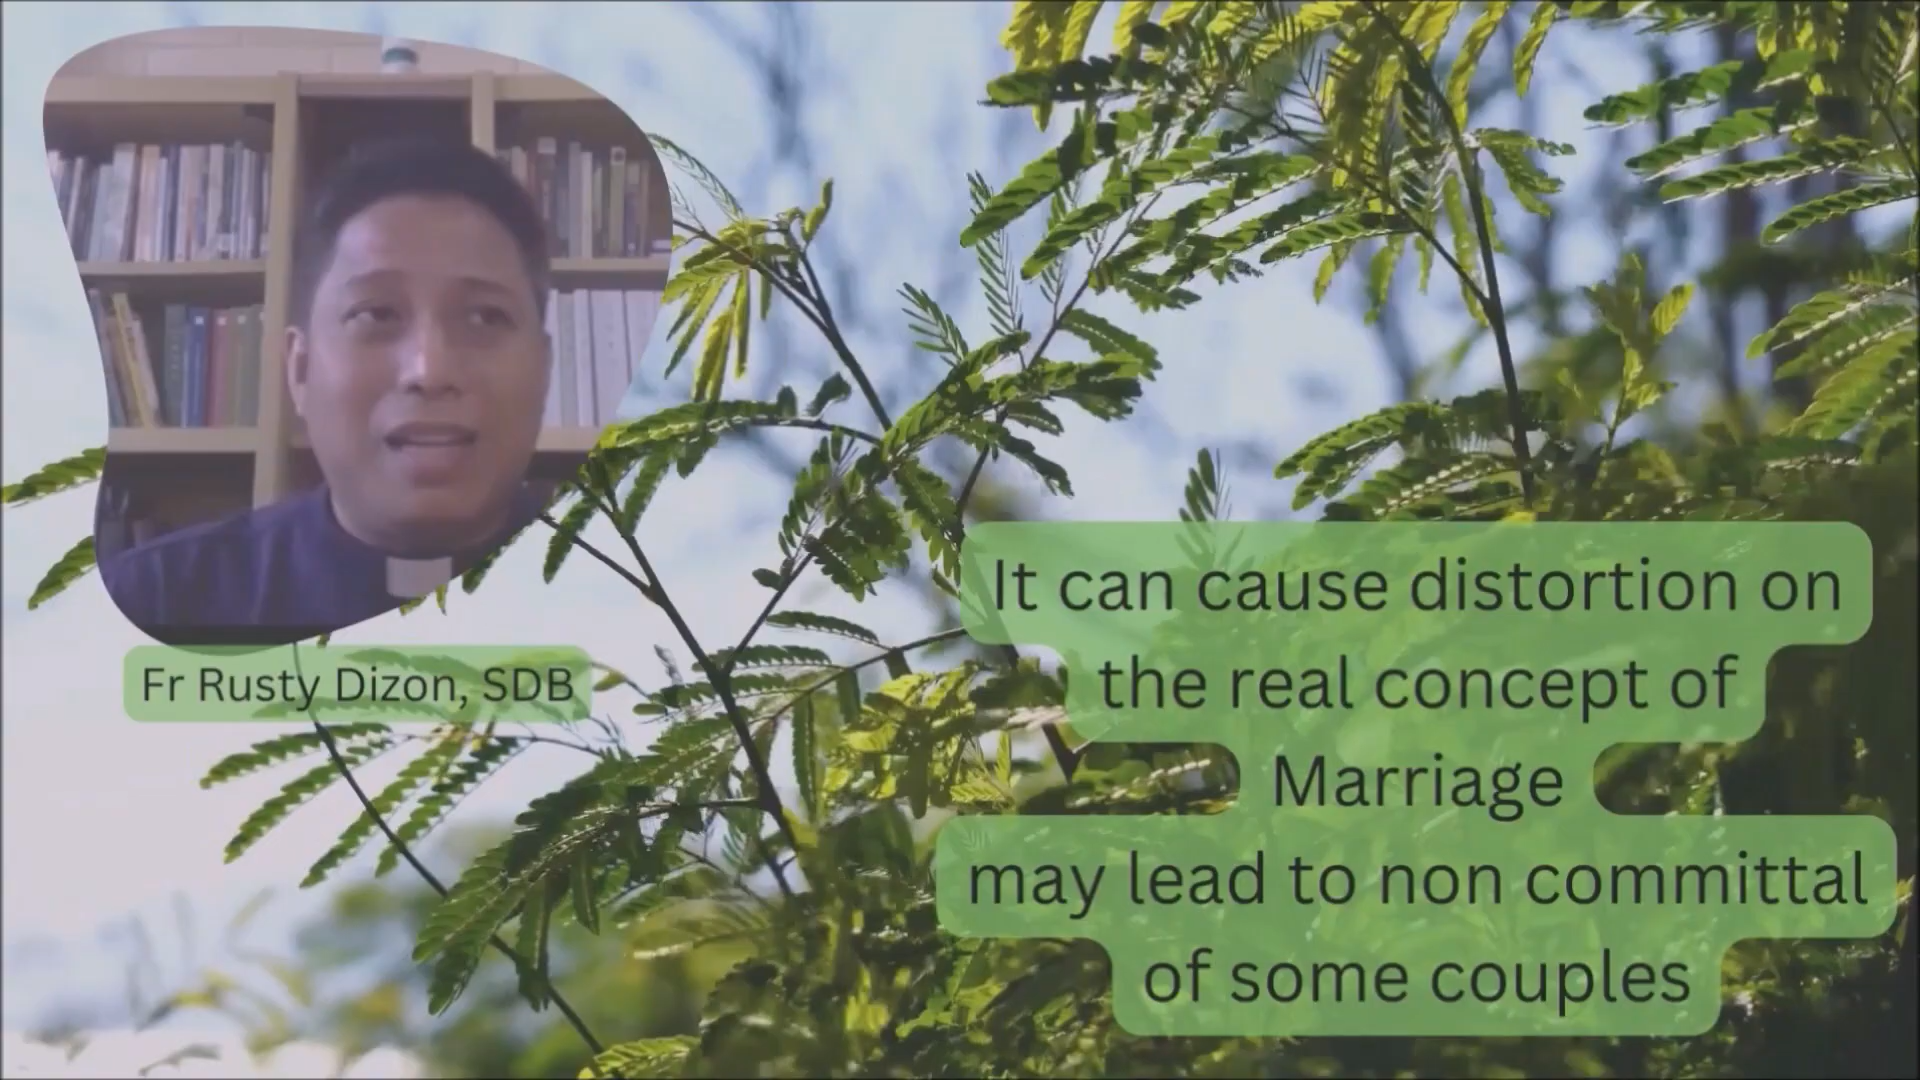 Fr Rusty Dizon, SDB
It can cause distortion on
the real concept of
Marriage
may lead to non committal
of some couples